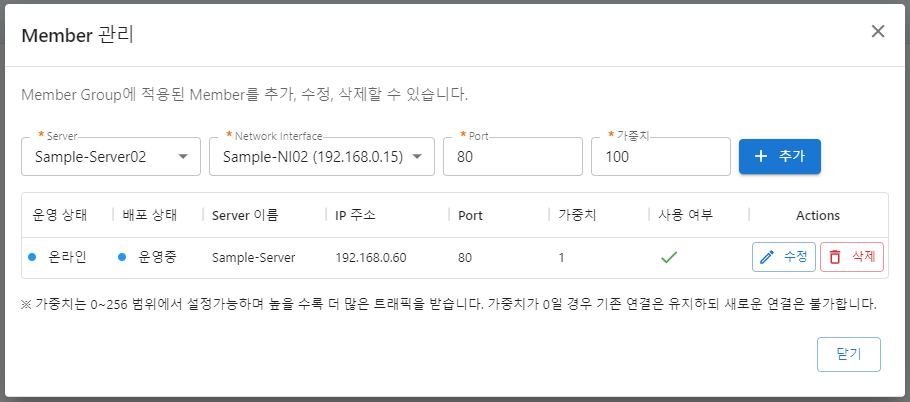 Member 관리
Member Group에 적용된 Member를 추가, 수정, 삭제할 수 있습니다.
* Server * Network Interface * Port * 가중치
Sample-Server02 Sample-NI02 (192.168.0.15) 80 100 + 추가
운영 상태 배포 상태 Server 이름 IP 주소 Port 가중치 사용 여부 Actions
온라인 운영중 Sample-Server 192.168.0.60 80 1 수정 삭제
※ 가중치는 0~256 범위에서 설정가능하며 높을 수록 더 많은 트래픽을 받습니다. 가중치가 0일 경우 기존 연결은 유지하되 새로운 연결은 불가합니다.
닫기